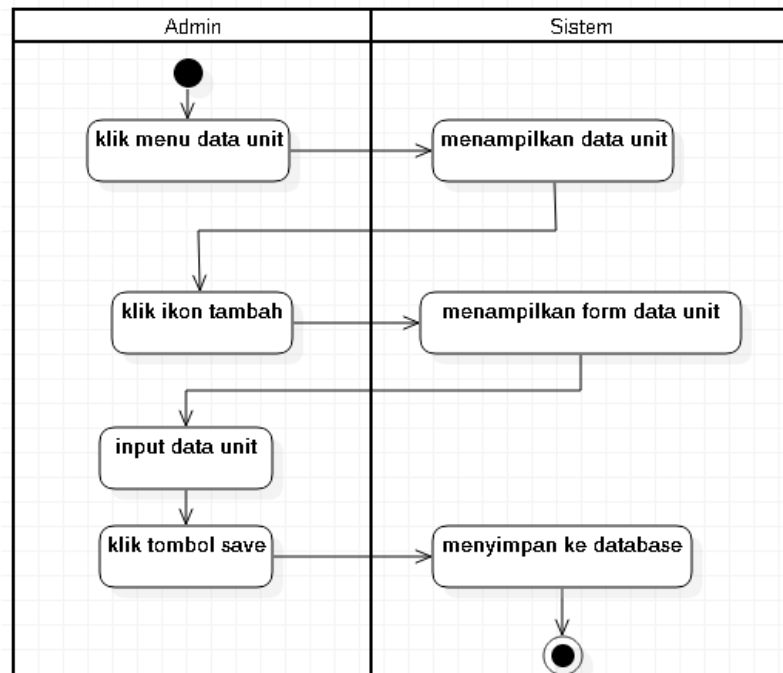 Admin
Sistem
klik menu data unit
menampilkan data unit
klik ikon tambah
menampilkan form data unit
input data unit
klik tombol save
menyimpan ke database